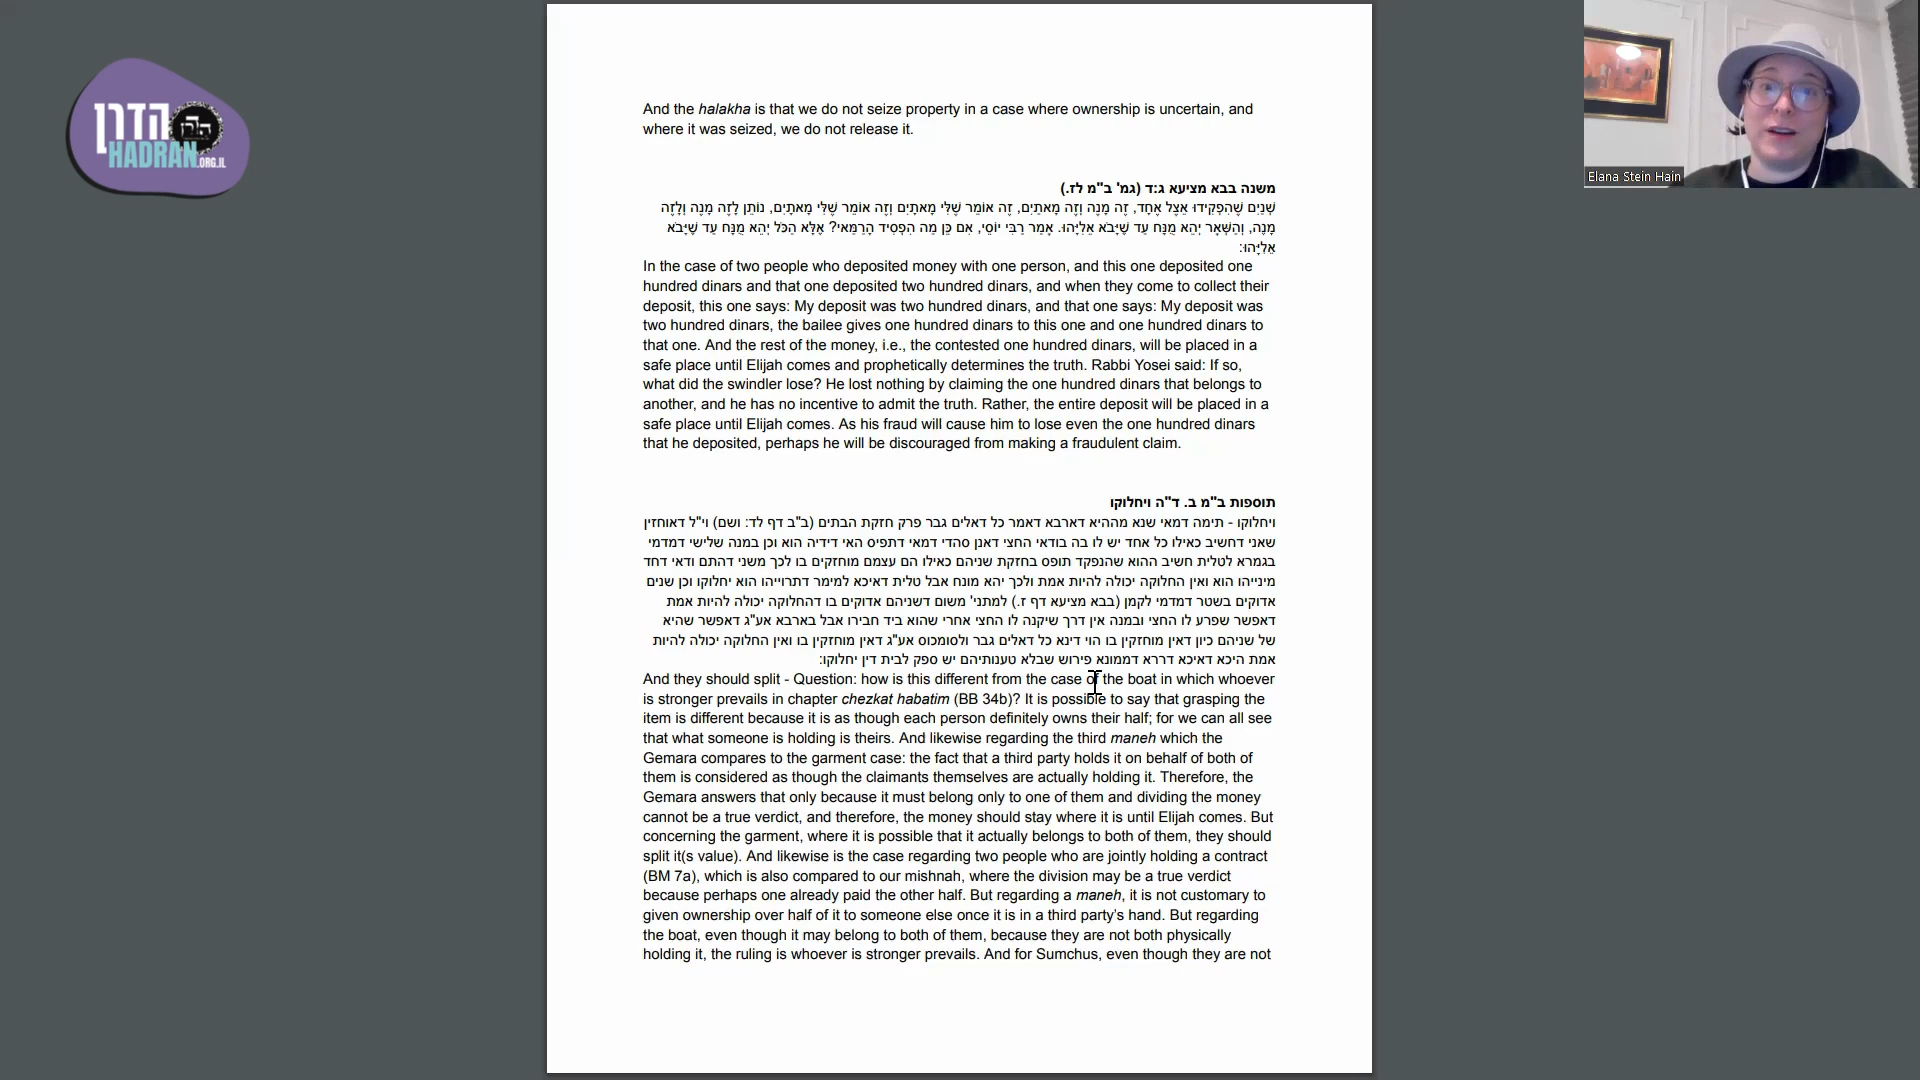 הדרן
הדרן
HADRAN.ORG.IL
And the halakha is that we do not seize property in a case where ownership is uncertain, and
where it was seized, we do not release it.
משנה בבא מציעא ג:ד (גמ' ב"מ לז.)
שְׁנַיִם שֶׁהִפְקִידוּ אֵצֶל אֶחָד, זֶה מָנֶה וְזֶה מָאתַיִם, זֶה אוֹמֵר שֶׁלִּי מָאתַיִם וְזֶה אוֹמֵר שֶׁלִּי מָאתַיִם, נוֹתֵן לָזֶה מָנֶה וְלָזֶה
מָנֶה, וְהַשְּׁאָר יְהֵא מֻנָּח עַד שֶׁיָּבֹא אֵלִיָּהוּ. אָמַר רַבִּי יוֹסֵי, אִם כֵּן מַה הִפְסִיד הָרַמַּאי? אֶלָּא הַכֹּל יְהֵא מֻנָּח עַד שֶׁיָּבֹא
אֵלִיָּהוּ:
In the case of two people who deposited money with one person, and this one deposited one
hundred dinars and that one deposited two hundred dinars, and when they come to collect their
deposit, this one says: My deposit was two hundred dinars, and that one says: My deposit was
two hundred dinars, the bailee gives one hundred dinars to this one and one hundred dinars to
that one. And the rest of the money, i.e., the contested one hundred dinars, will be placed in a
safe place until Elijah comes and prophetically determines the truth. Rabbi Yosei said: If so,
what did the swindler lose? He lost nothing by claiming the one hundred dinars that belongs to
another, and he has no incentive to admit the truth. Rather, the entire deposit will be placed in a
safe place until Elijah comes. As his fraud will cause him to lose even the one hundred dinars
that he deposited, perhaps he will be discouraged from making a fraudulent claim.
תוספות ב"מ ב. ד"ה ויחלוקו
ויחלוקו - תימה דמאי שנא מההיא דארבא דאמר כל דאלים גבר פרק חזקת הבתים (ב"ב דף לד: ושם) וי"ל דאוחזין
שאני דחשיב כאילו כל אחד יש לו בה בודאי החצי דאנן סהדי דמאי דתפיס האי דידיה הוא וכן במנה שלישי דמדמי
בגמרא לטלית חשיב ההוא שהנפקד תופס בחזקת שניהם כאילו הם עצמם מוחזקים בו לכך משני דהתם ודאי דחד
מינייהו הוא ואין החלוקה יכולה להיות אמת ולכך יהא מונח אבל טלית דאיכא למימר דתרוייהו הוא יחלוקו וכן שנים
אדוקים בשטר דמדמי לקמן (בבא מציעא דף ז.) למתני' משום דשניהם אדוקים בו דהחלוקה יכולה להיות אמת
דאפשר שפרע לו החצי ובמנה אין דרך שיקנה לו החצי אחרי שהוא ביד חבירו אבל בארבא אע"ג דאפשר שהיא
של שניהם כיון דאין מוחזקין בו הוי דינא כל דאלים גבר ולסומכוס אע"ג דאין מוחזקין בו ואין החלוקה יכולה להיות
אמת היכא דאיכא דררא דממונא פירוש שבלא טענותיהם יש ספק לבית דין יחלוקו:
And they should split - Question: how is this different from the case of the boat in which whoever
is stronger prevails in chapter chezkat habatim (BB 34b)? It is possible to say that grasping the
item is different because it is as though each person definitely owns their half; for we can all see
that what someone is holding is theirs. And likewise regarding the third maneh which the
Gemara compares to the garment case: the fact that a third party holds it on behalf of both of
them is considered as though the claimants themselves are actually holding it. Therefore, the
Gemara answers that only because it must belong only to one of them and dividing the money
cannot be a true verdict, and therefore, the money should stay where it is until Elijah comes. But
concerning the garment, where it is possible that it actually belongs to both of them, they should
split it(s value). And likewise is the case regarding two people who are jointly holding a contract
(BM 7a), which is also compared to our mishnah, where the division may be a true verdict
because perhaps one already paid the other half. But regarding a maneh, it is not customary to
given ownership over half of it to someone else once it is in a third party's hand. But regarding
the boat, even though it may belong to both of them, because they are not both physically
holding it, the ruling is whoever is stronger prevails. And for Sumchus, even though they are not
Elana Stein Hain